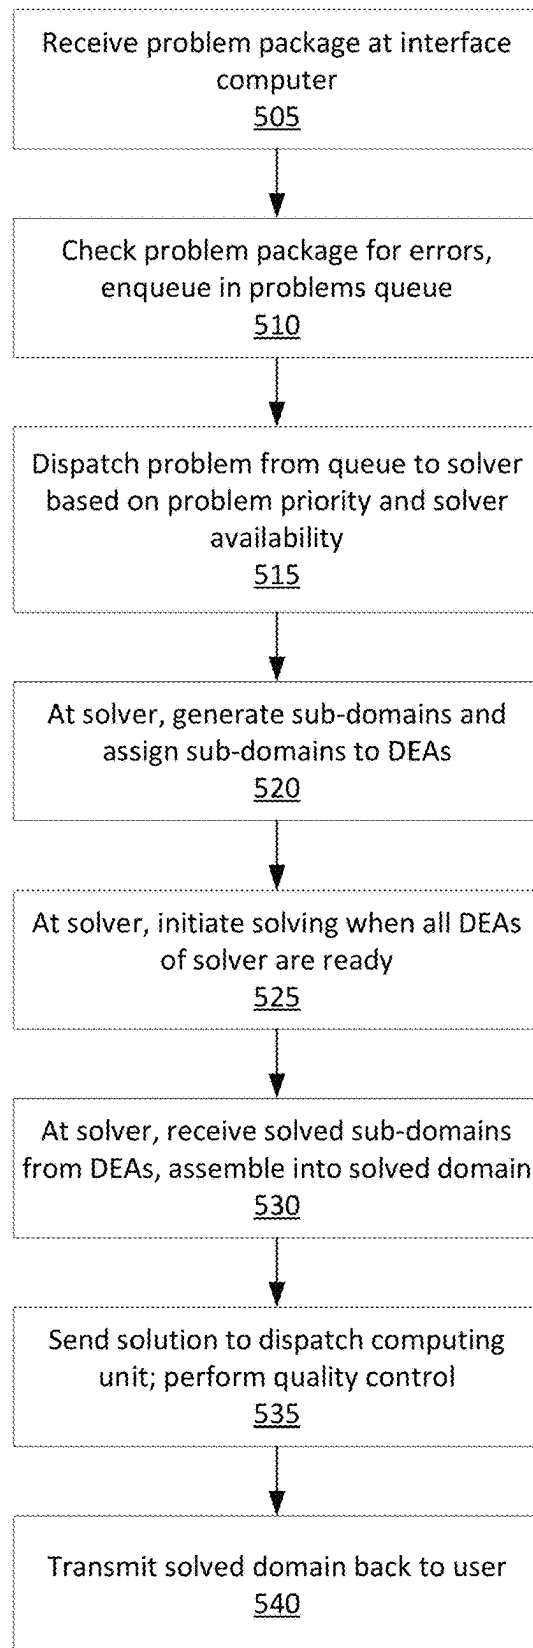 Receive problem package at interface
computer
505
Check problem package for errors,
enqueue in problems queue
510
Dispatch problem from queue to solver
based on problem priority and solver
availability
515
At solver, generate sub-domains and
assign sub-domains to DEAs
520
At solver, initiate solving when all DEAs
of solver are ready
525
At solver, receive solved sub-domains
from DEAs, assemble into solved domain
530
Send solution to dispatch computing
unit; perform quality control
535
Transmit solved domain back to user
540